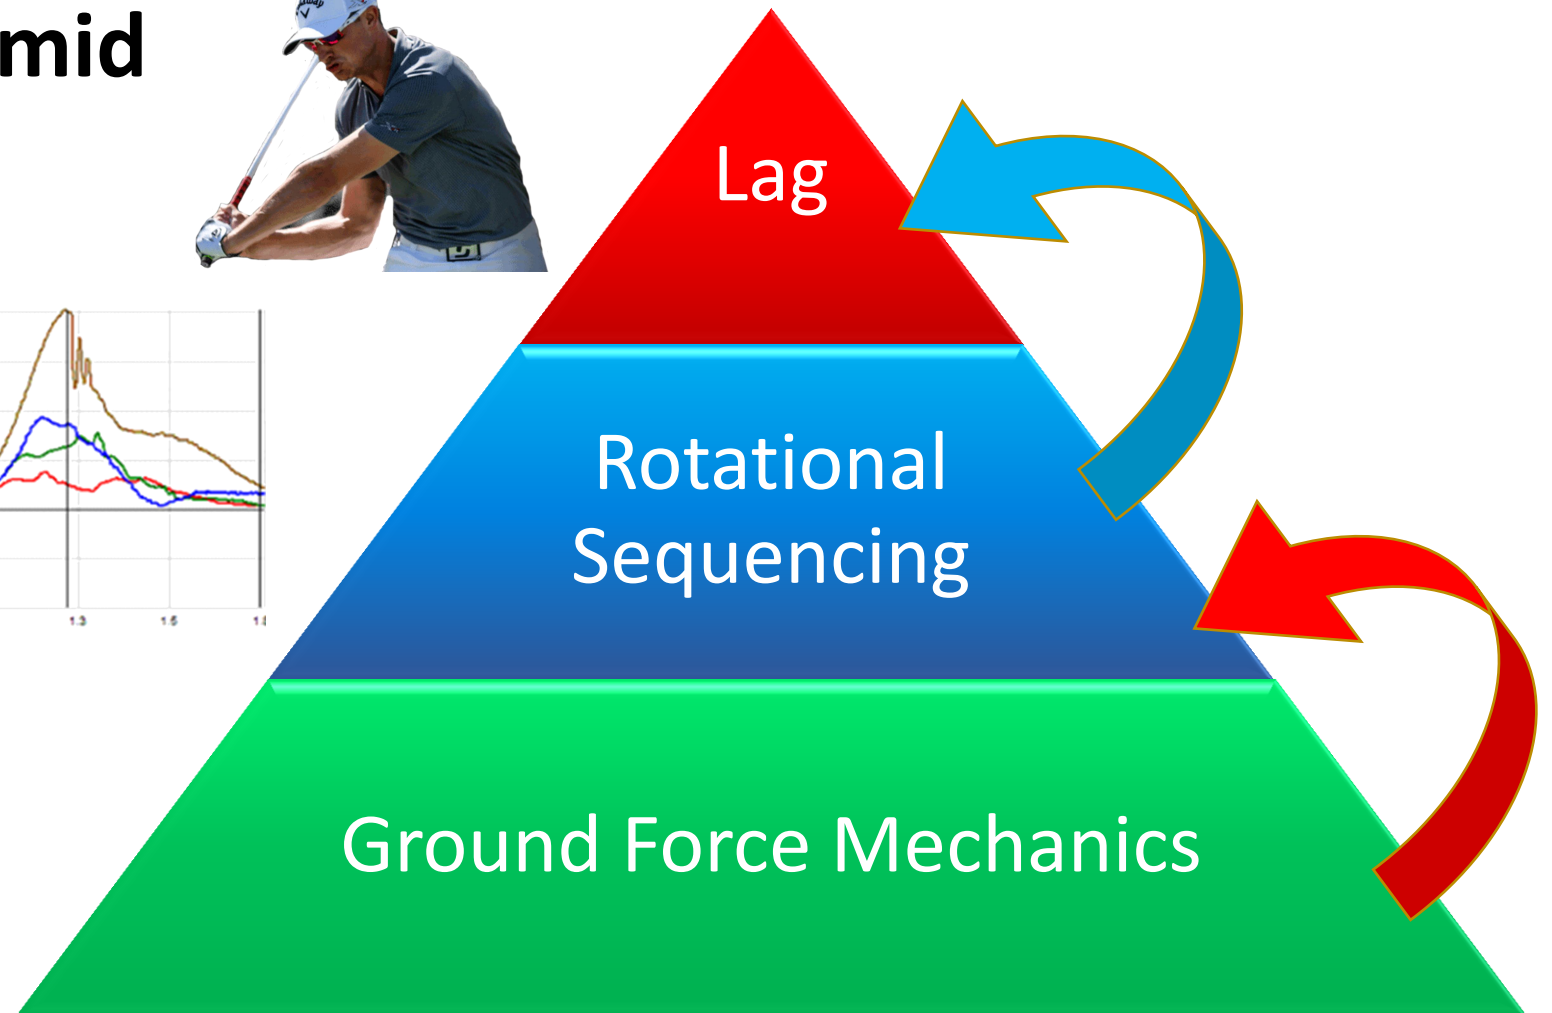 mid
Lag
Rotational
Sequencing
Ground Force Mechanics
1.3
1.5